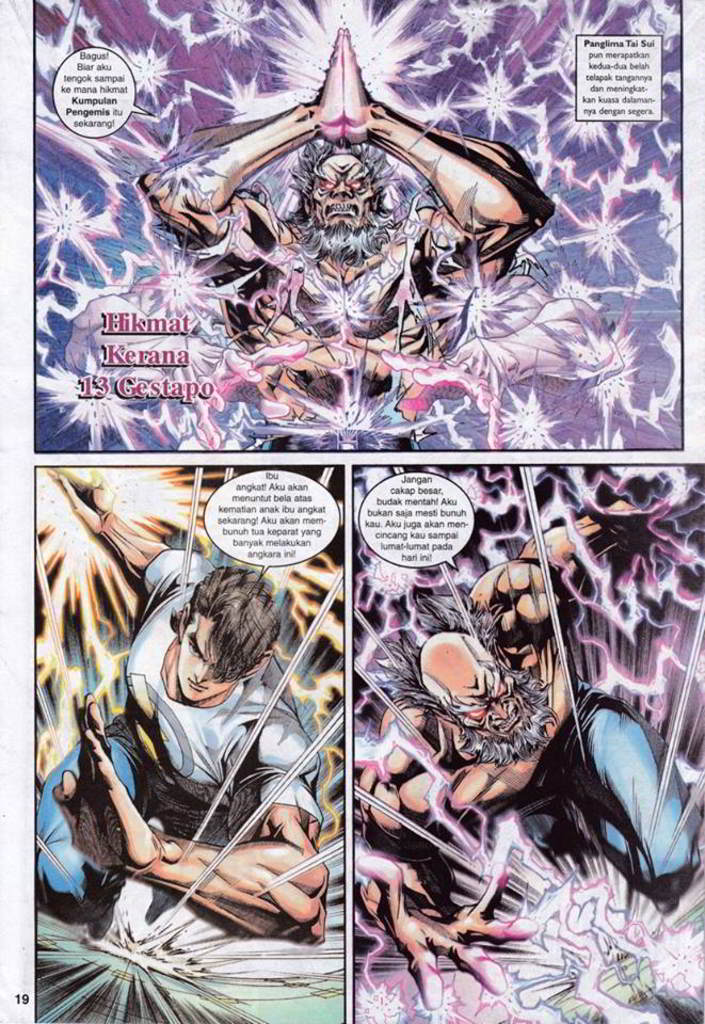 Bagus!
Biar aku
tengok sampai
ke mana hikmat
Kumpulan
Pengemis itu
sekarang!
Panglima Tai Sui
pun merapatkan
kedua-dua belah
telapak tangannya
dan meningkat-
kan kuasa dalaman-
nya dengan segera.
Hikmat
Kerana
13 Gestapo
Ibu
angkat! Aku akan
menuntut bela atas
kematian anak ibu angkat
sekarang! Aku akan mem-
bunuh tua keparat yang
banyak melakukan
angkara ini!
Jangan
cakap besar,
budak mentah! Aku
bukan saja mesti bunuh
kau. Aku juga akan men-
cincang kau sampai
lumat-lumat pada
hari ini!
19